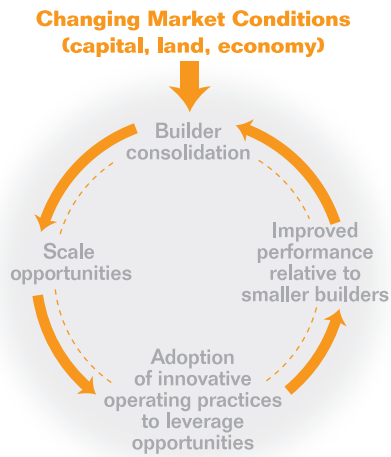 Changing Market Conditions
(capital, land, economy)
Builder
consolidation
Scale
opportunities
Improved
performance
relative to
smaller builders
Adoption
of innovative
operating practices
to leverage
opportunities